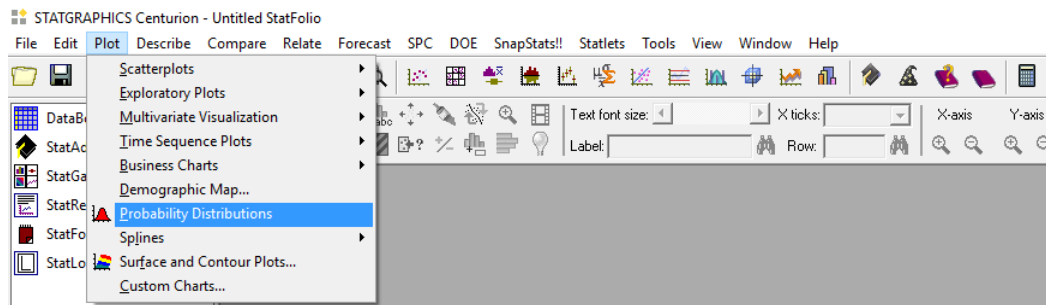 STATGRAPHICS Centurion - Untitled StatFolio
File Edit Plot Describe Compare Relate Forecast SPC DOE SnapStats!! Statlets Tools View Window Help
Scatterplots
Exploratory Plots
Multivariate Visualization
Time Sequence Plots
Business Charts
Demographic Map...
Probability Distributions
Splines
Surface and Contour Plots...
Custom Charts...
abc Text font size: X ticks: X-axis Y-axis
Label: Row:
DataB
StatAd
StatGa
StatRe
StatFo
StatLo